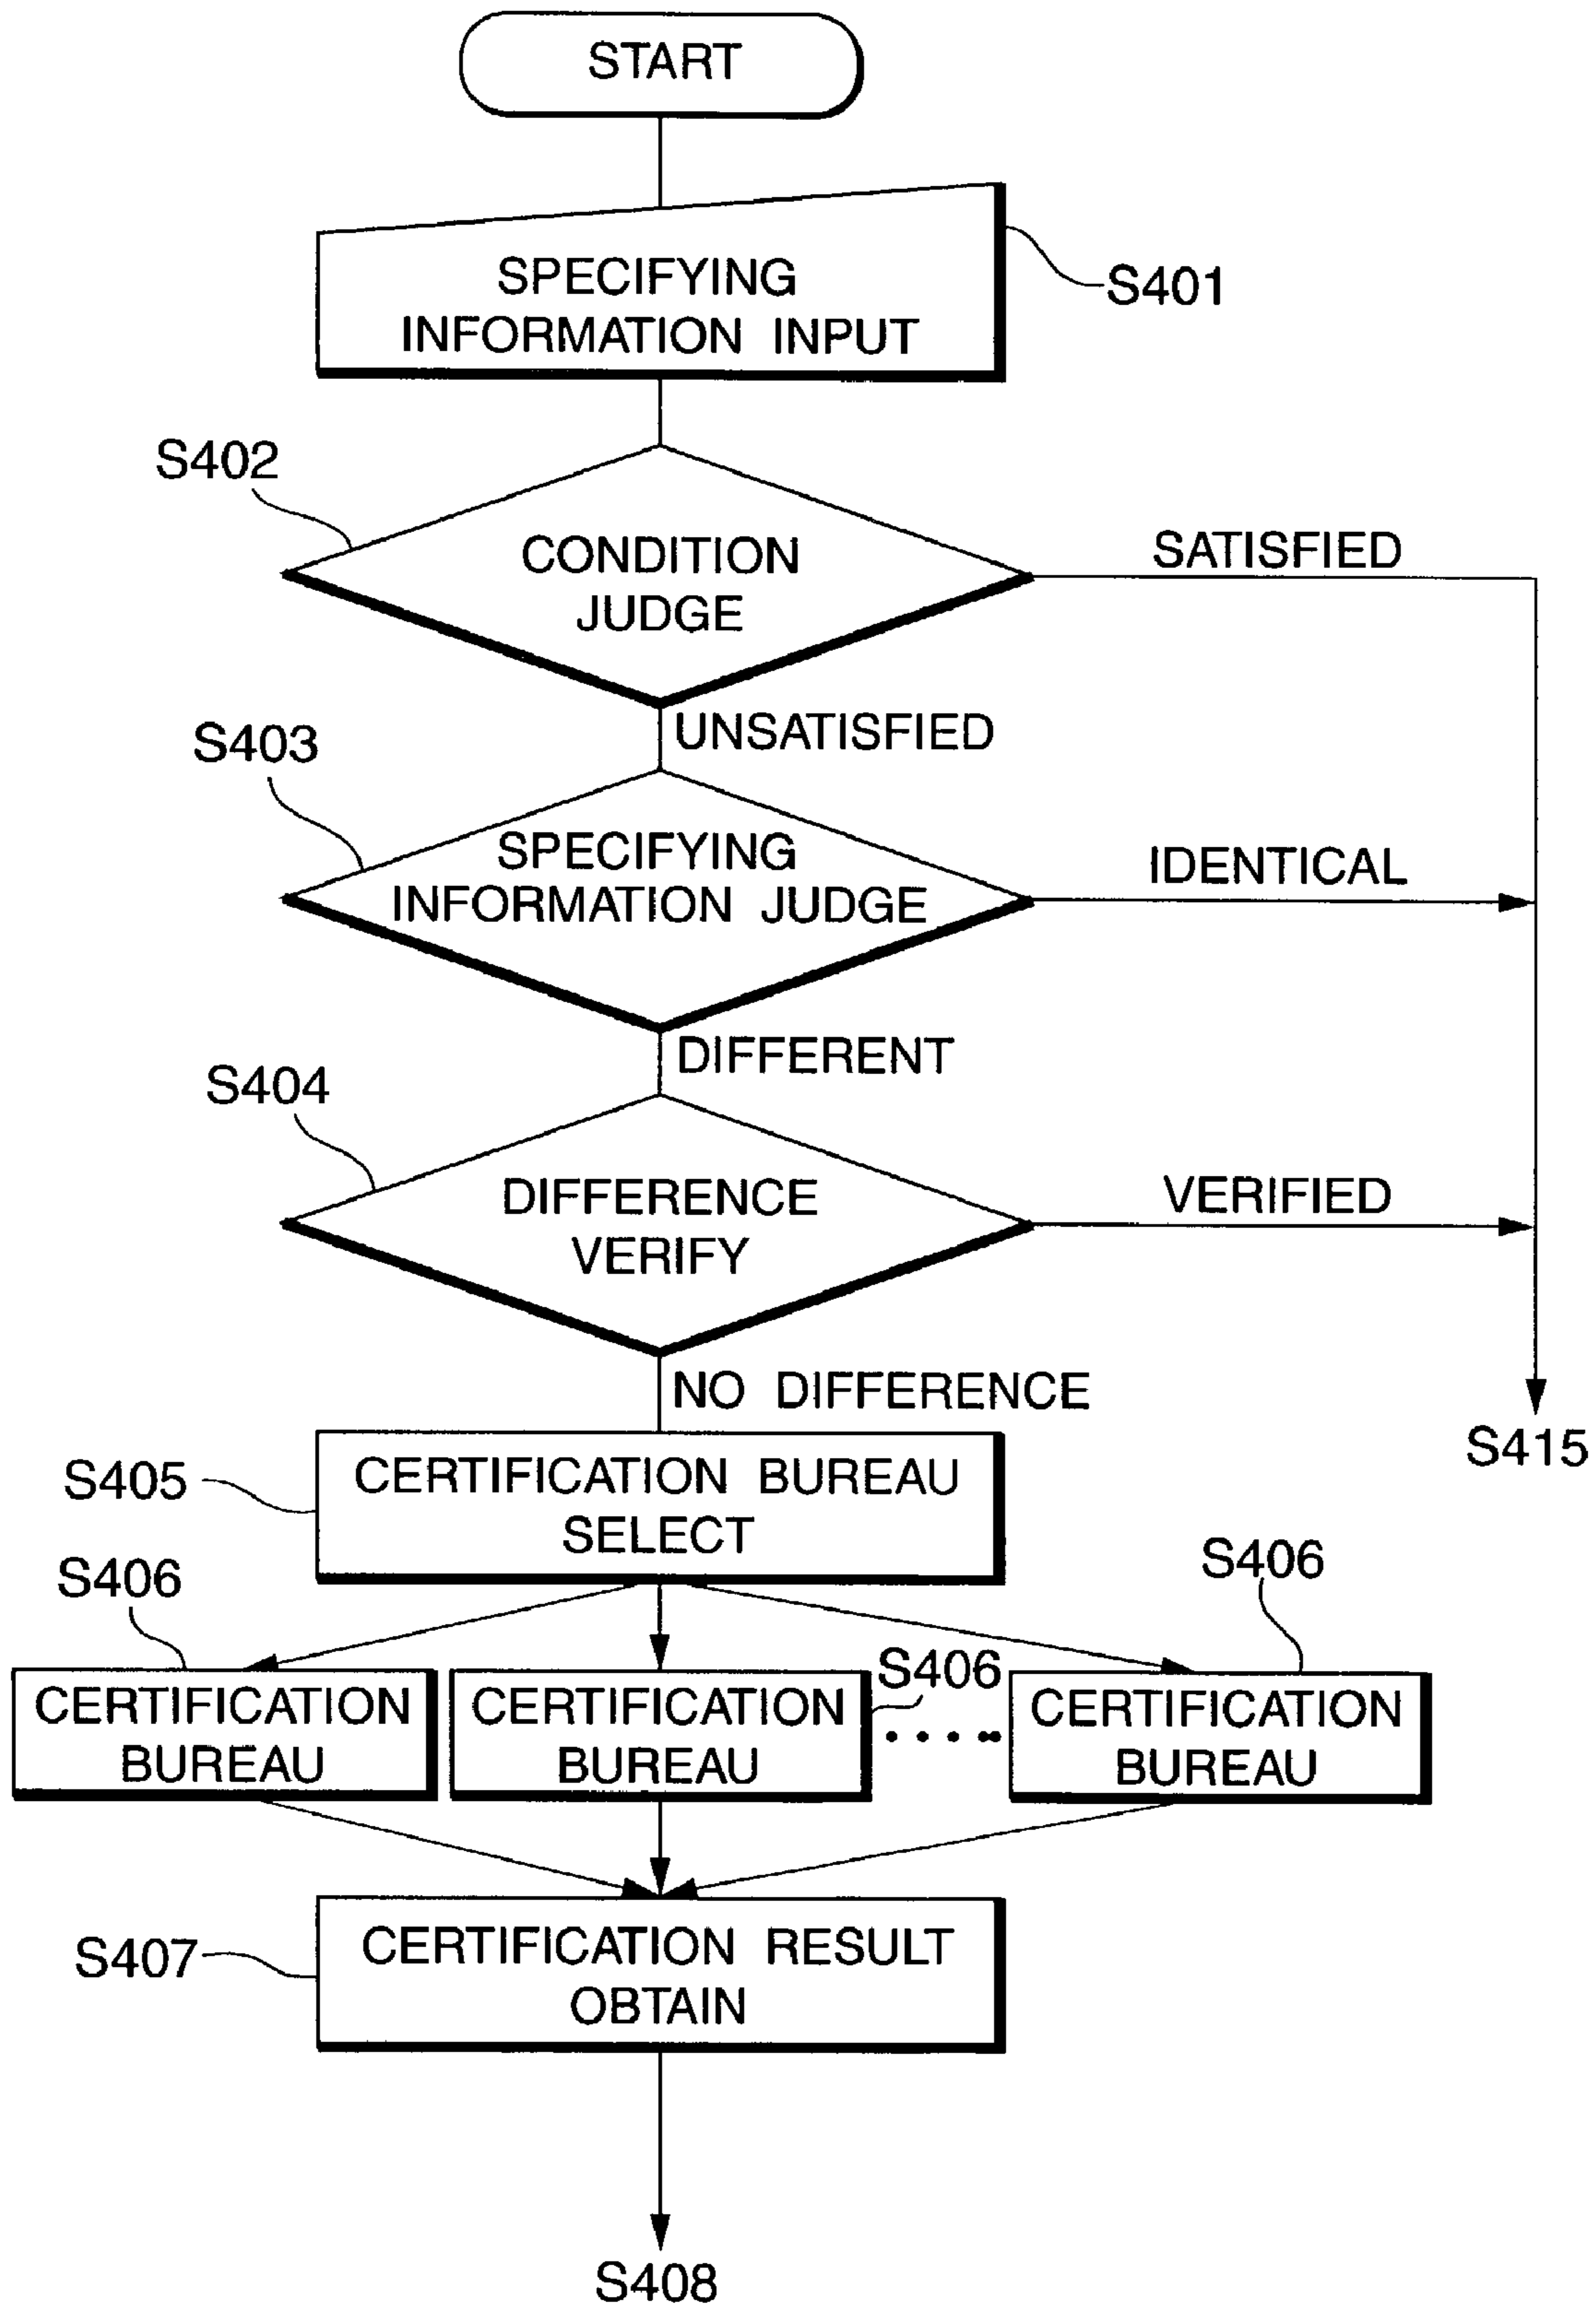 START
SPECIFYING
INFORMATION INPUT
S401
S402
CONDITION
JUDGE
SATISFIED
UNSATISFIED
S403
SPECIFYING
INFORMATION JUDGE
IDENTICAL
DIFFERENT
S404
DIFFERENCE
VERIFY
VERIFIED
NO DIFFERENCE
S415
S405
CERTIFICATION BUREAU
SELECT
S406
S406
S406
CERTIFICATION
BUREAU
CERTIFICATION
BUREAU
CERTIFICATION
BUREAU
S407
CERTIFICATION RESULT
OBTAIN
S408